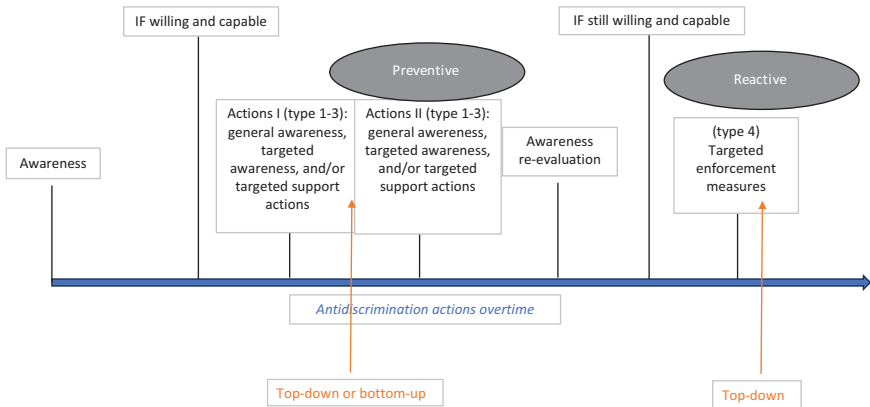 IF willing and capable
IF still willing and capable
Preventive
Reactive
Actions I (type 1-3):
general awareness,
targeted
awareness, and/or
targeted support
actions
Actions II (type 1-3):
general awereness,
targeted awareness,
and/or targeted
support actions
Awareness
re-evaluation
(type 4)
Targeted
enforcement
measures
Awareness
Antidiscrimination actions overtime
Top-down or bottom-up
Top-down